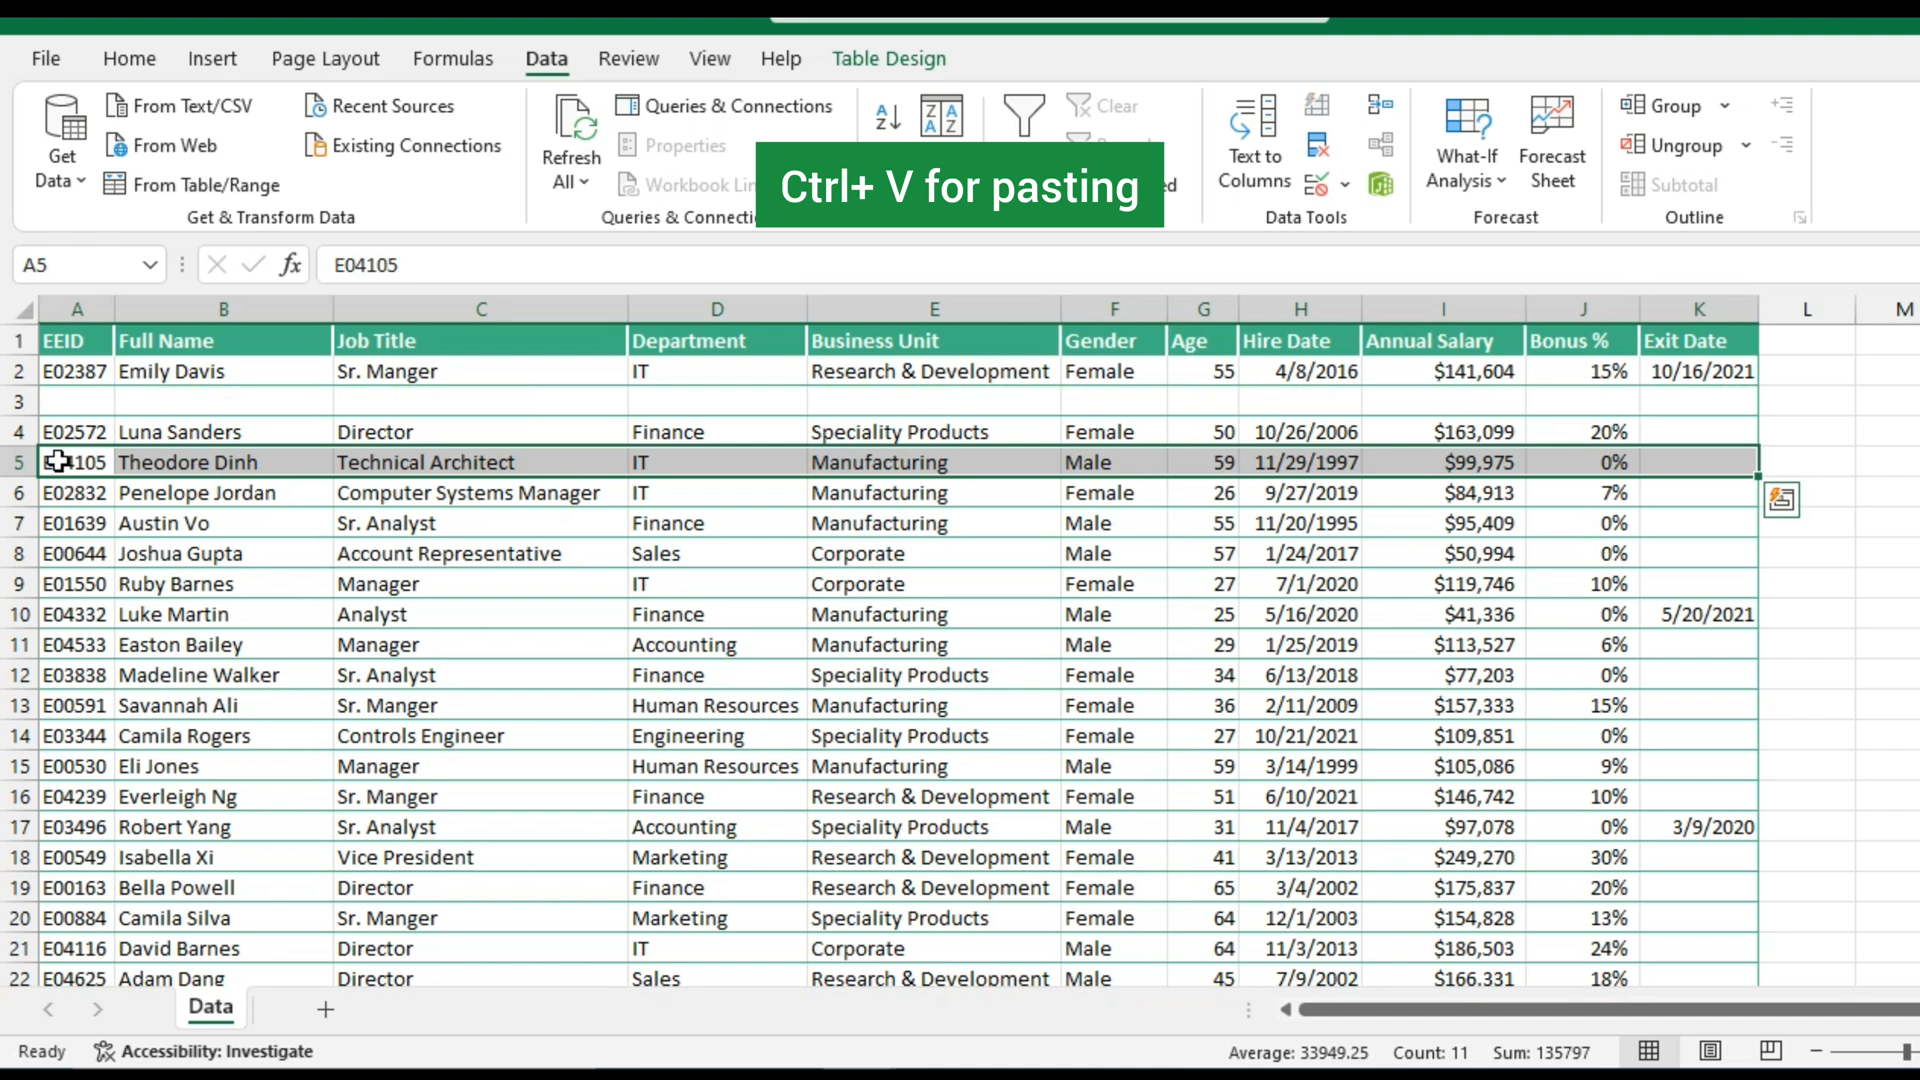 File Home Insert Page Layout Formulas Data Review View Help Table Design
Get Data
From Text/CSV
From Web
From Table/Range
Recent Sources
Existing Connections
Get & Transform Data
Refresh All
Queries & Connections
Properties
Workbook
Queries &
Clear
Text to Columns
Data Tools
What-If Analysis
Forecast Sheet
Forecast
Group
Ungroup
Subtotal
Outline
Ctrl+ V for pasting
A5 fx E04105
A B C D E F G H I J K L M
1 EEID Full Name Job Title Department Business Unit Gender Age Hire Date Annual Salary Bonus % Exit Date
2 E02387 Emily Davis Sr. Manger IT Research & Development Female 55 4/8/2016 $141,604 15% 10/16/2021
3
4 E02572 Luna Sanders Director Finance Speciality Products Female 50 10/26/2006 $163,099 20%
5 Theodore Dinh Technical Architect IT Manufacturing Male 59 11/29/1997 $99,975 0%
6 E02832 Penelope Jordan Computer Systems Manager IT Manufacturing Female 26 9/27/2019 $84,913 7%
7 E01639 Austin Vo Sr. Analyst Finance Manufacturing Male 55 11/20/1995 $95,409 0%
8 E00644 Joshua Gupta Account Representative Sales Corporate Male 57 1/24/2017 $50,994 0%
9 E01550 Ruby Barnes Manager IT Corporate Female 27 7/1/2020 $119,746 10%
10 E04332 Luke Martin Analyst Finance Manufacturing Male 25 5/16/2020 $41,336 0% 5/20/2021
11 E04533 Easton Bailey Manager Accounting Manufacturing Male 29 1/25/2019 $113,527 6%
12 E03838 Madeline Walker Sr. Analyst Finance Speciality Products Female 34 6/13/2018 $77,203 0%
13 E00591 Savannah Ali Sr. Manger Human Resources Manufacturing Female 36 2/11/2009 $157,333 15%
14 E03344 Camila Rogers Controls Engineer Engineering Speciality Products Female 27 10/21/2021 $109,851 0%
15 E00530 Eli Jones Manager Human Resources Manufacturing Male 59 3/14/1999 $105,086 9%
16 E04239 Everleigh Ng Sr. Manger Finance Research & Development Female 51 6/10/2021 $146,742 10%
17 E03496 Robert Yang Sr. Analyst Accounting Speciality Products Male 31 11/4/2017 $97,078 0% 3/9/2020
18 E00549 Isabella Xi Vice President Marketing Research & Development Female 41 3/13/2013 $249,270 30%
19 E00163 Bella Powell Director Finance Research & Development Female 65 3/4/2002 $175,837 20%
20 E00884 Camila Silva Sr. Manger Marketing Speciality Products Female 64 12/1/2003 $154,828 13%
21 E04116 David Barnes Director IT Corporate Male 64 11/3/2013 $186,503 24%
22 E04625 Adam Dang Director Sales Research & Development Male 45 7/9/2002 $166,331 18%
Data
Ready Accessibility: Investigate Average: 33949.25 Count: 11 Sum: 135797